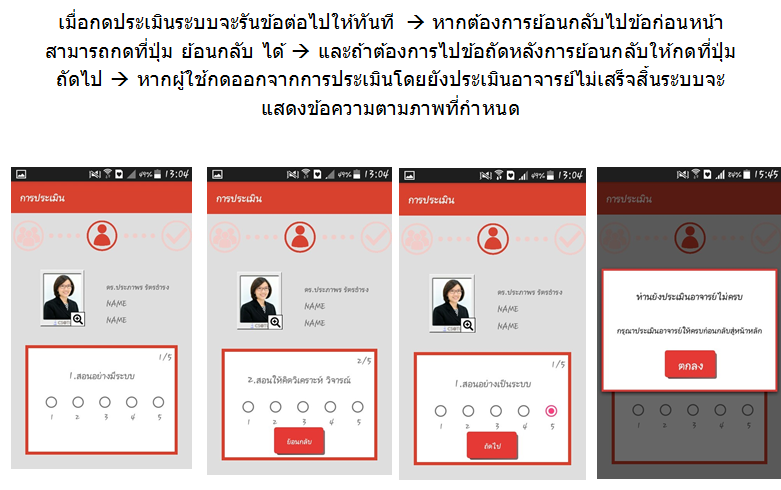 เมื่อกดประเมินระบบจะรันข้อต่อไปให้ทันที → หากต้องการย้อนกลับไปข้อก่อนหน้า
สามารถกดที่ปุ่ม ย้อนกลับ ได้ → และถ้าต้องการไปข้อถัดหลังการย้อนกลับให้กดที่ปุ่ม
ถัดไป → หากผู้ใช้กดออกจากการประเมินโดยยังประเมินอาจารย์ไม่เสร็จสิ้นระบบจะ
แสดงข้อความตามภาพที่กำหนด
49% 13:04
การประเมิน
ดร.ประภาพร รัตธำรง
NAME
NAME
1/5
1.สอนอย่างมีระบบ
1 2 3 4 5
49% 13:04
การประเมิน
ดร.ประภาพร รัตธำรง
NAME
NAME
2/5
2.สอนให้คิดวิเคราะห์ วิจารณ์
1 2 3 4 5
ย้อนกลับ
49% 13:04
การประเมิน
ดร.ประภาพร รัตธำรง
NAME
NAME
1/5
1.สอนอย่างเป็นระบบ
1 2 3 4 5
ถัดไป
84% 15:45
การประเมิน
ท่านยังประเมินอาจารย์ไม่ครบ
กรุณาประเมินอาจารย์ให้ครบก่อนกลับสู่หน้าหลัก
ตกลง
1 2 3 4 5